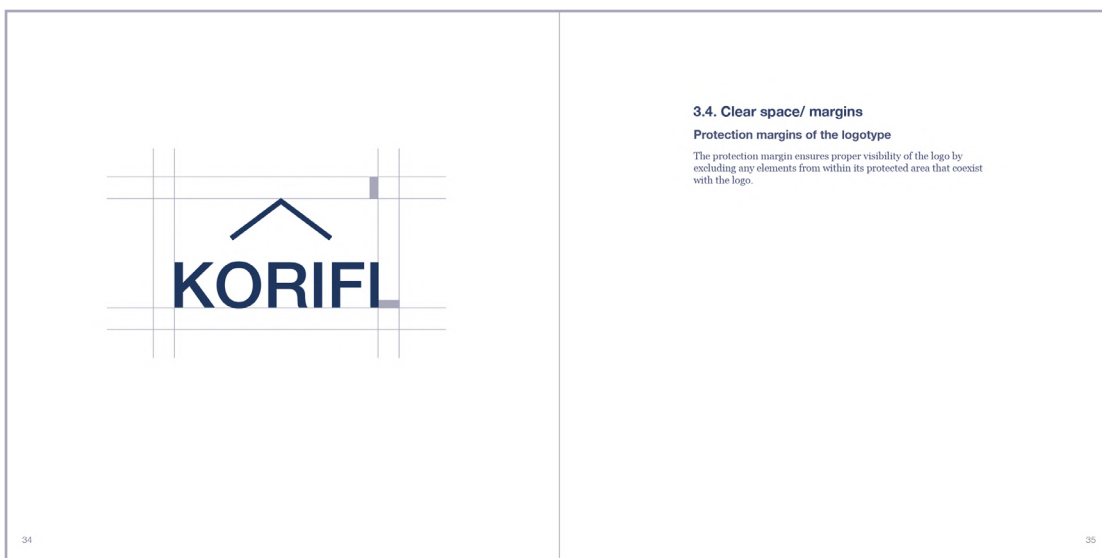 KORIFI
34
3.4. Clear space/ margins
Protection margins of the logotype
The protection margin ensures proper visibility of the logo by
excluding any elements from within its protected area that coexist
with the logo.
35